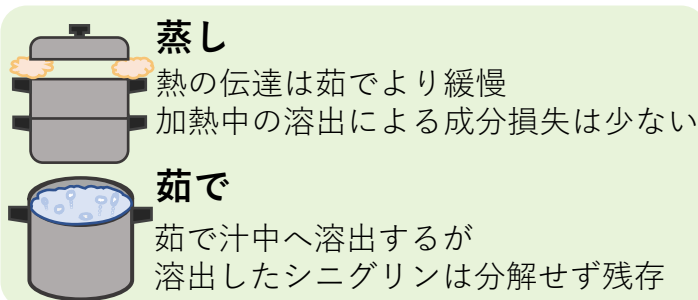 蒸し
熱の伝達は茹でより緩慢
加熱中の溶出による成分損失は少ない
茹で
茹で汁中へ溶出するが
溶出したシニグリンは分解せず残存